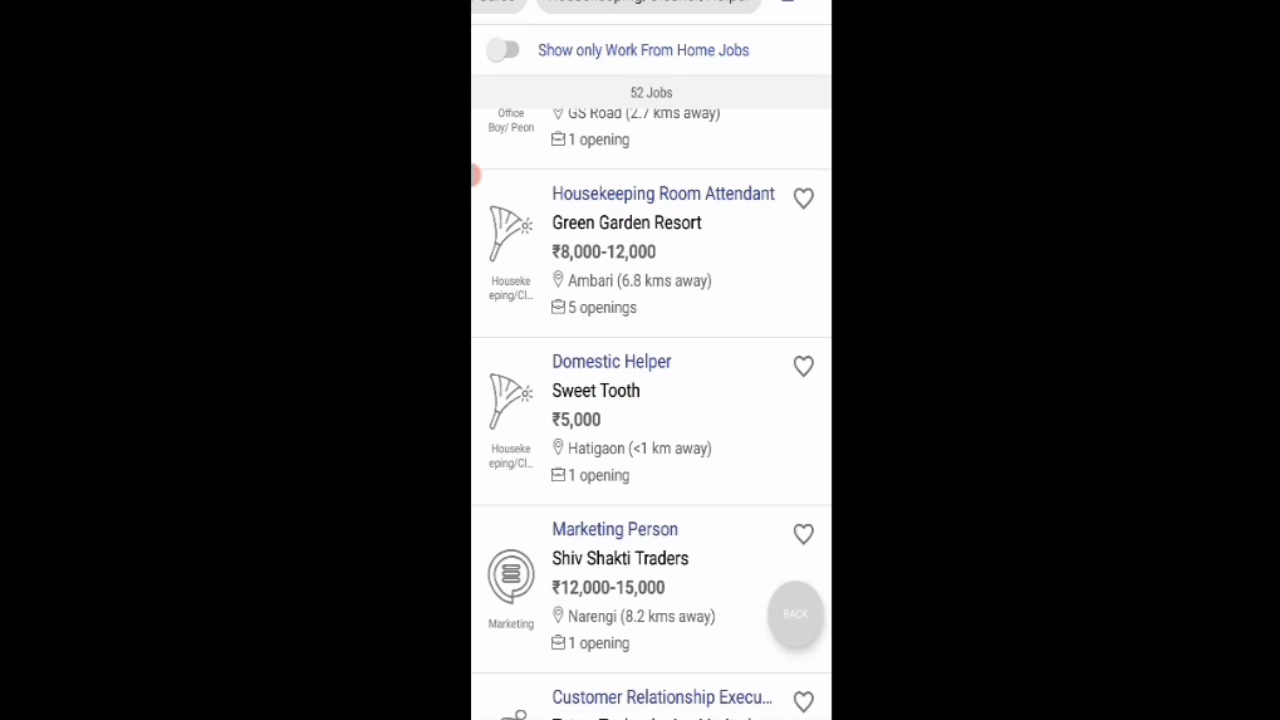 Show only Work From Home Jobs
52 Jobs
Office
Boy/ Peon
GS Road (2.7 kms away)
1 opening
Housekeeping Room Attendant
Green Garden Resort
₹8,000-12,000
Ambari (6.8 kms away)
5 openings
Houseke
eping/Cl...
Domestic Helper
Sweet Tooth
₹5,000
Hatigaon (<1 km away)
1 opening
Houseke
eping/Cl...
Marketing Person
Shiv Shakti Traders
₹12,000-15,000
Narengi (8.2 kms away)
1 opening
Marketing
BACK
Customer Relationship Execu...